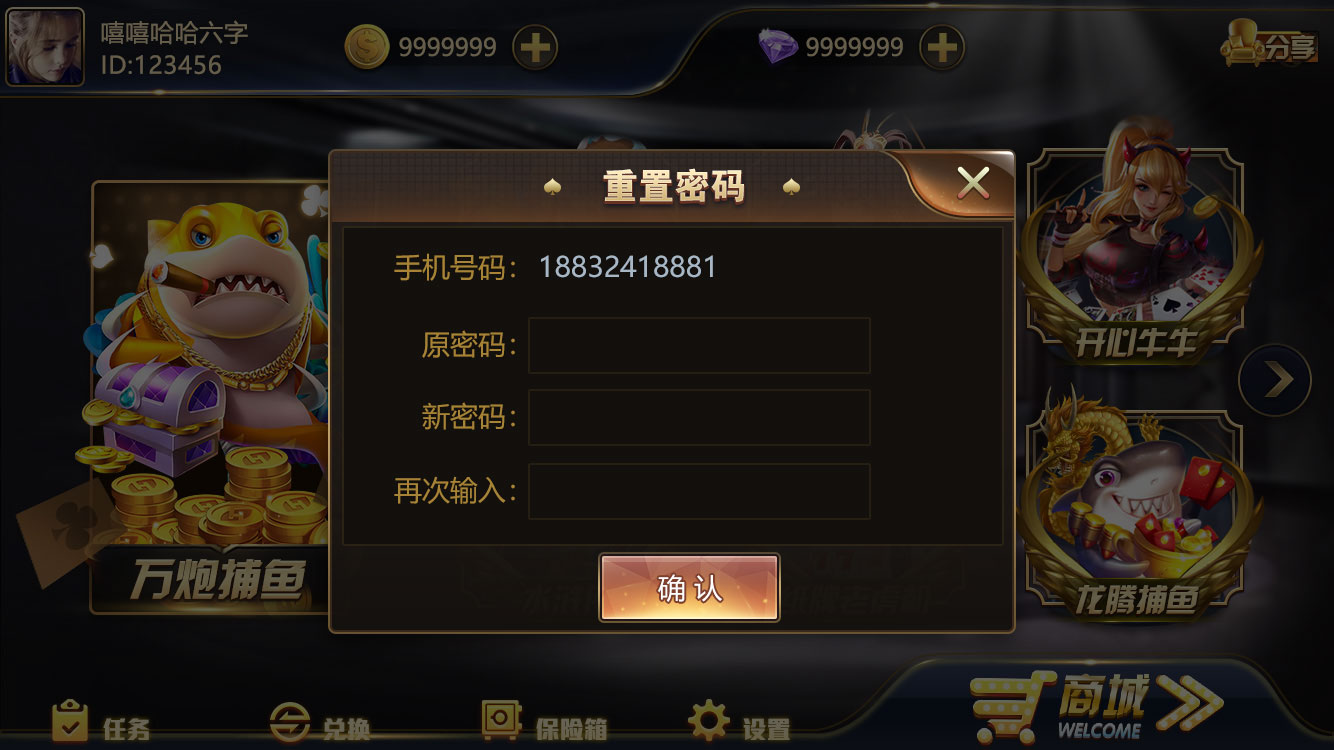 嘻嘻哈哈六字
ID:123456
9999999
9999999
分享
重置密码
手机号码：18832418881
原密码：
新密码：
再次输入：
确认
万炮捕鱼
水浒
开心牛牛
龙腾捕鱼
任务
兑换
保险箱
设置
商城
WELCOME